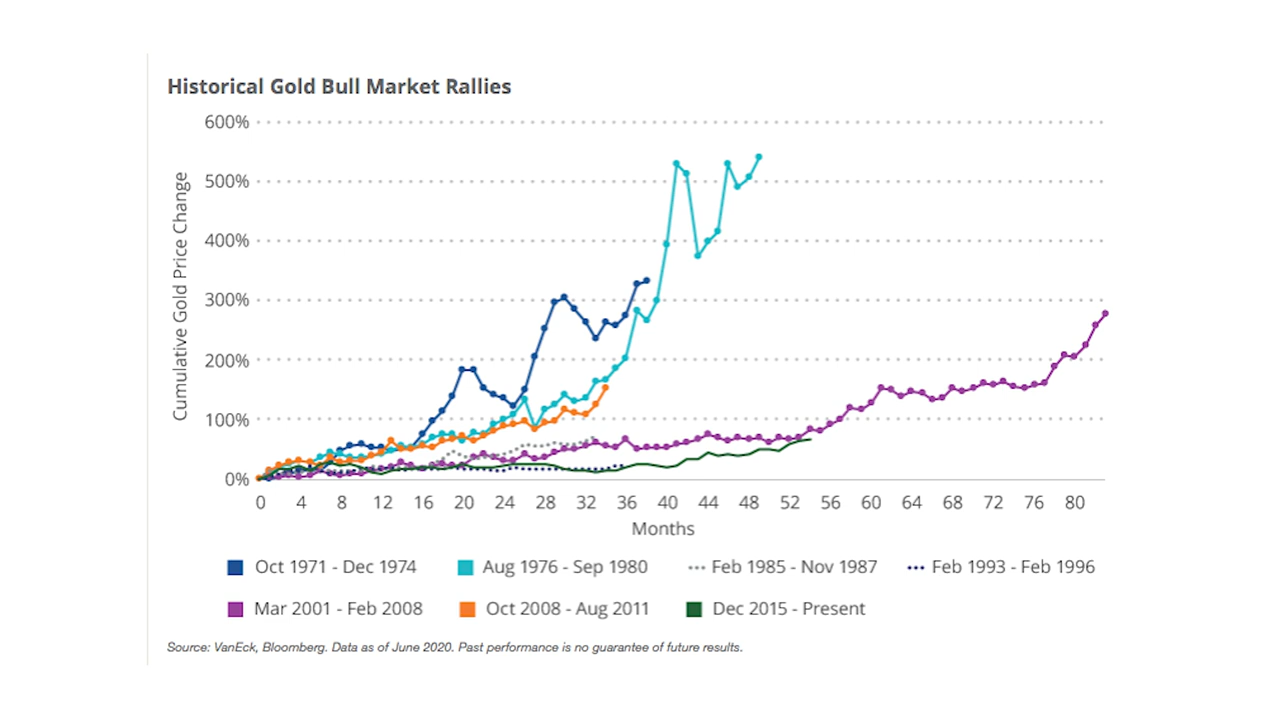 Historical Gold Bull Market Rallies
600%
500%
400%
300%
200%
100%
0%
Cumulative Gold Price Change
0 4 8 12 16 20 24 28 32 36 40 44 48 52 56 60 64 68 72 76 80
Months
Oct 1971 - Dec 1974 Aug 1976 - Sep 1980 Feb 1985 - Nov 1987 Feb 1993 - Feb 1996
Mar 2001 - Feb 2008 Oct 2008 - Aug 2011 Dec 2015 - Present
Source: VanEck, Bloomberg. Data as of June 2020. Past performance is no guarantee of future results.